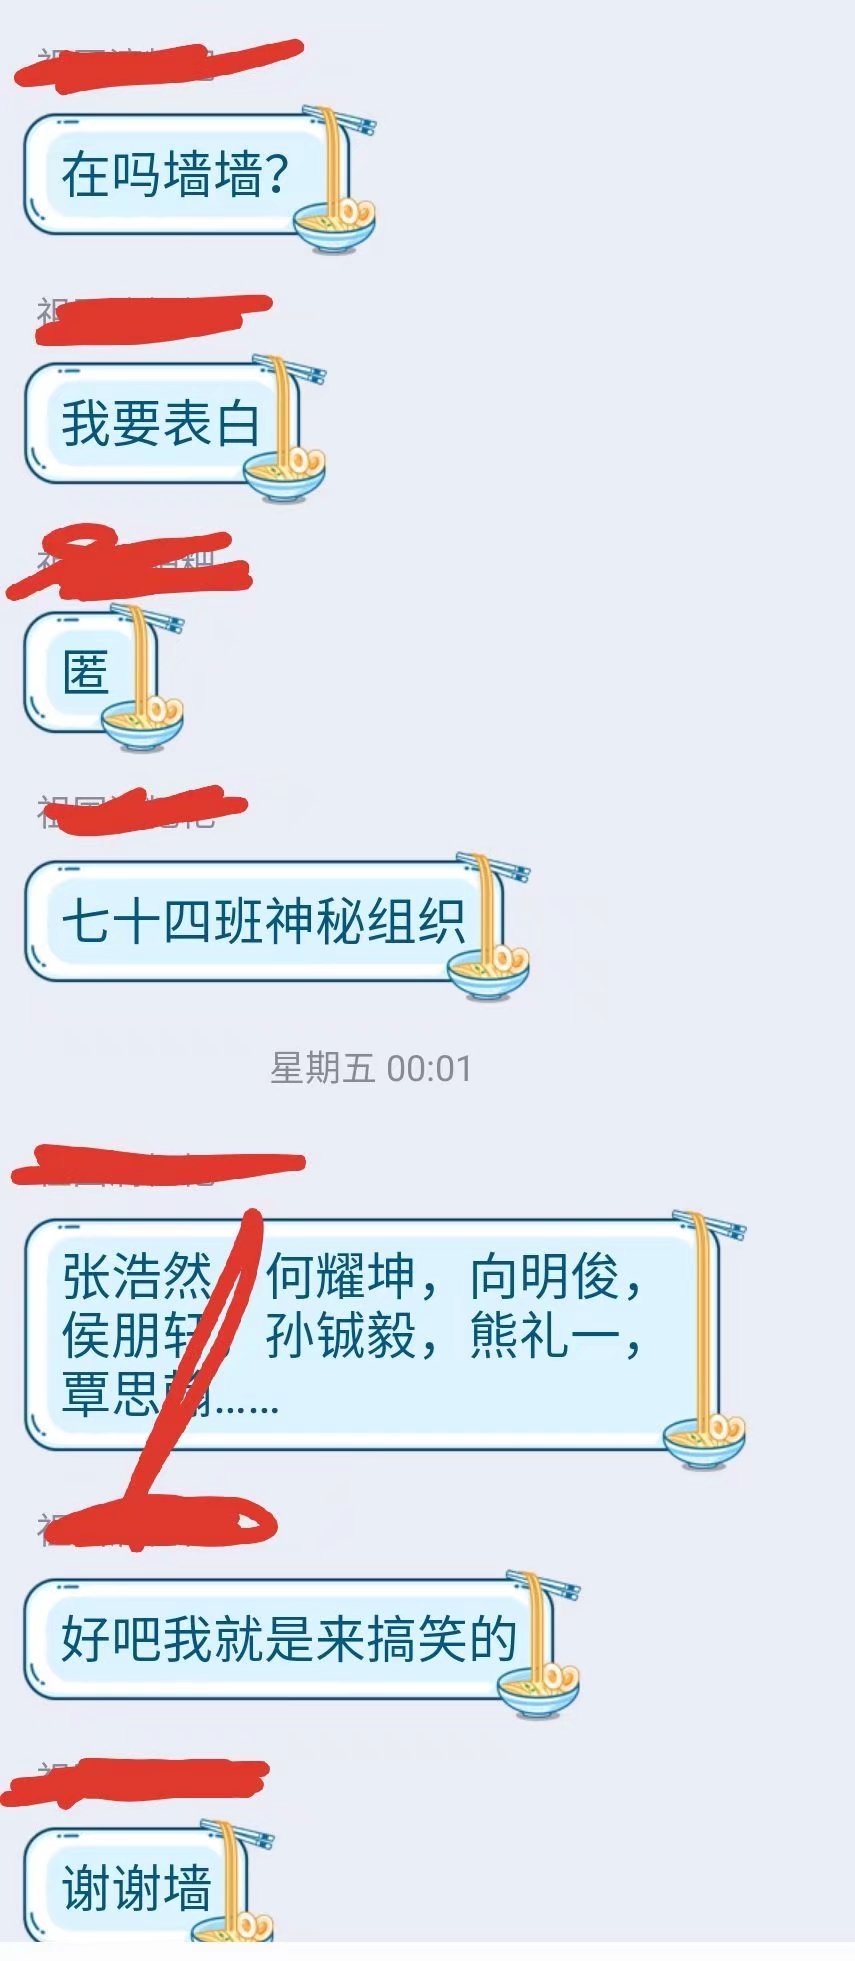 在吗墙墙？
我要表白
匿
七十四班神秘组织
星期五 00:01
张浩然，何耀坤，向明俊，
侯朋轩，孙铖毅，熊礼一，
覃思翰……
好吧我就是来搞笑的
谢谢墙